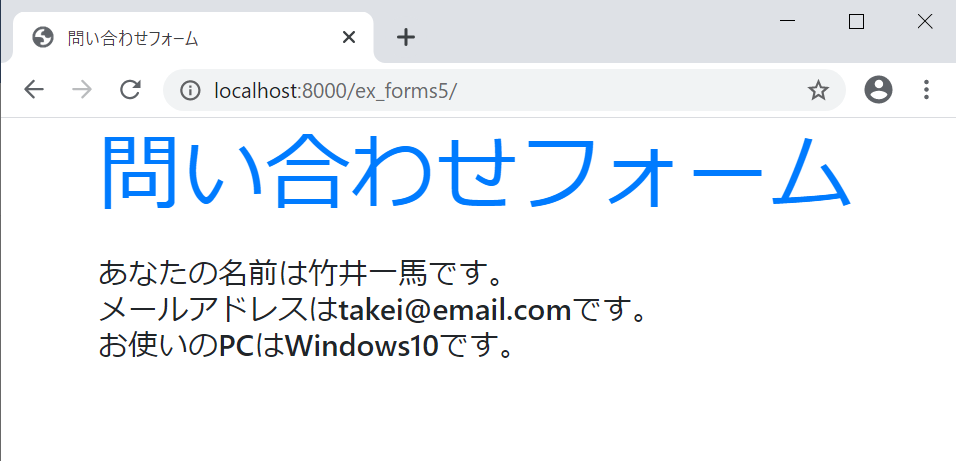 問い合わせフォーム
localhost:8000/ex_forms5/
問い合わせフォーム
あなたの名前は竹井一馬です。
メールアドレスはtakei@email.comです。
お使いのPCはWindows10です。